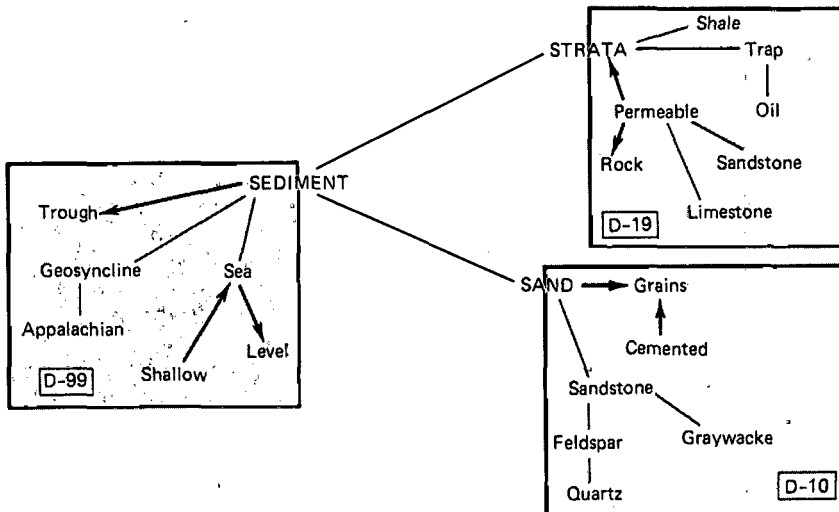 Shale
STRATA
Trap
Permeable
Oil
Rock
Sandstone
Limestone
D-19
SEDIMENT
Trough
Geosyncline
Sea
Appalachian
Level
Shallow
D-99
SAND
Grains
Cemented
Sandstone
Feldspar
Graywacke
Quartz
D-10